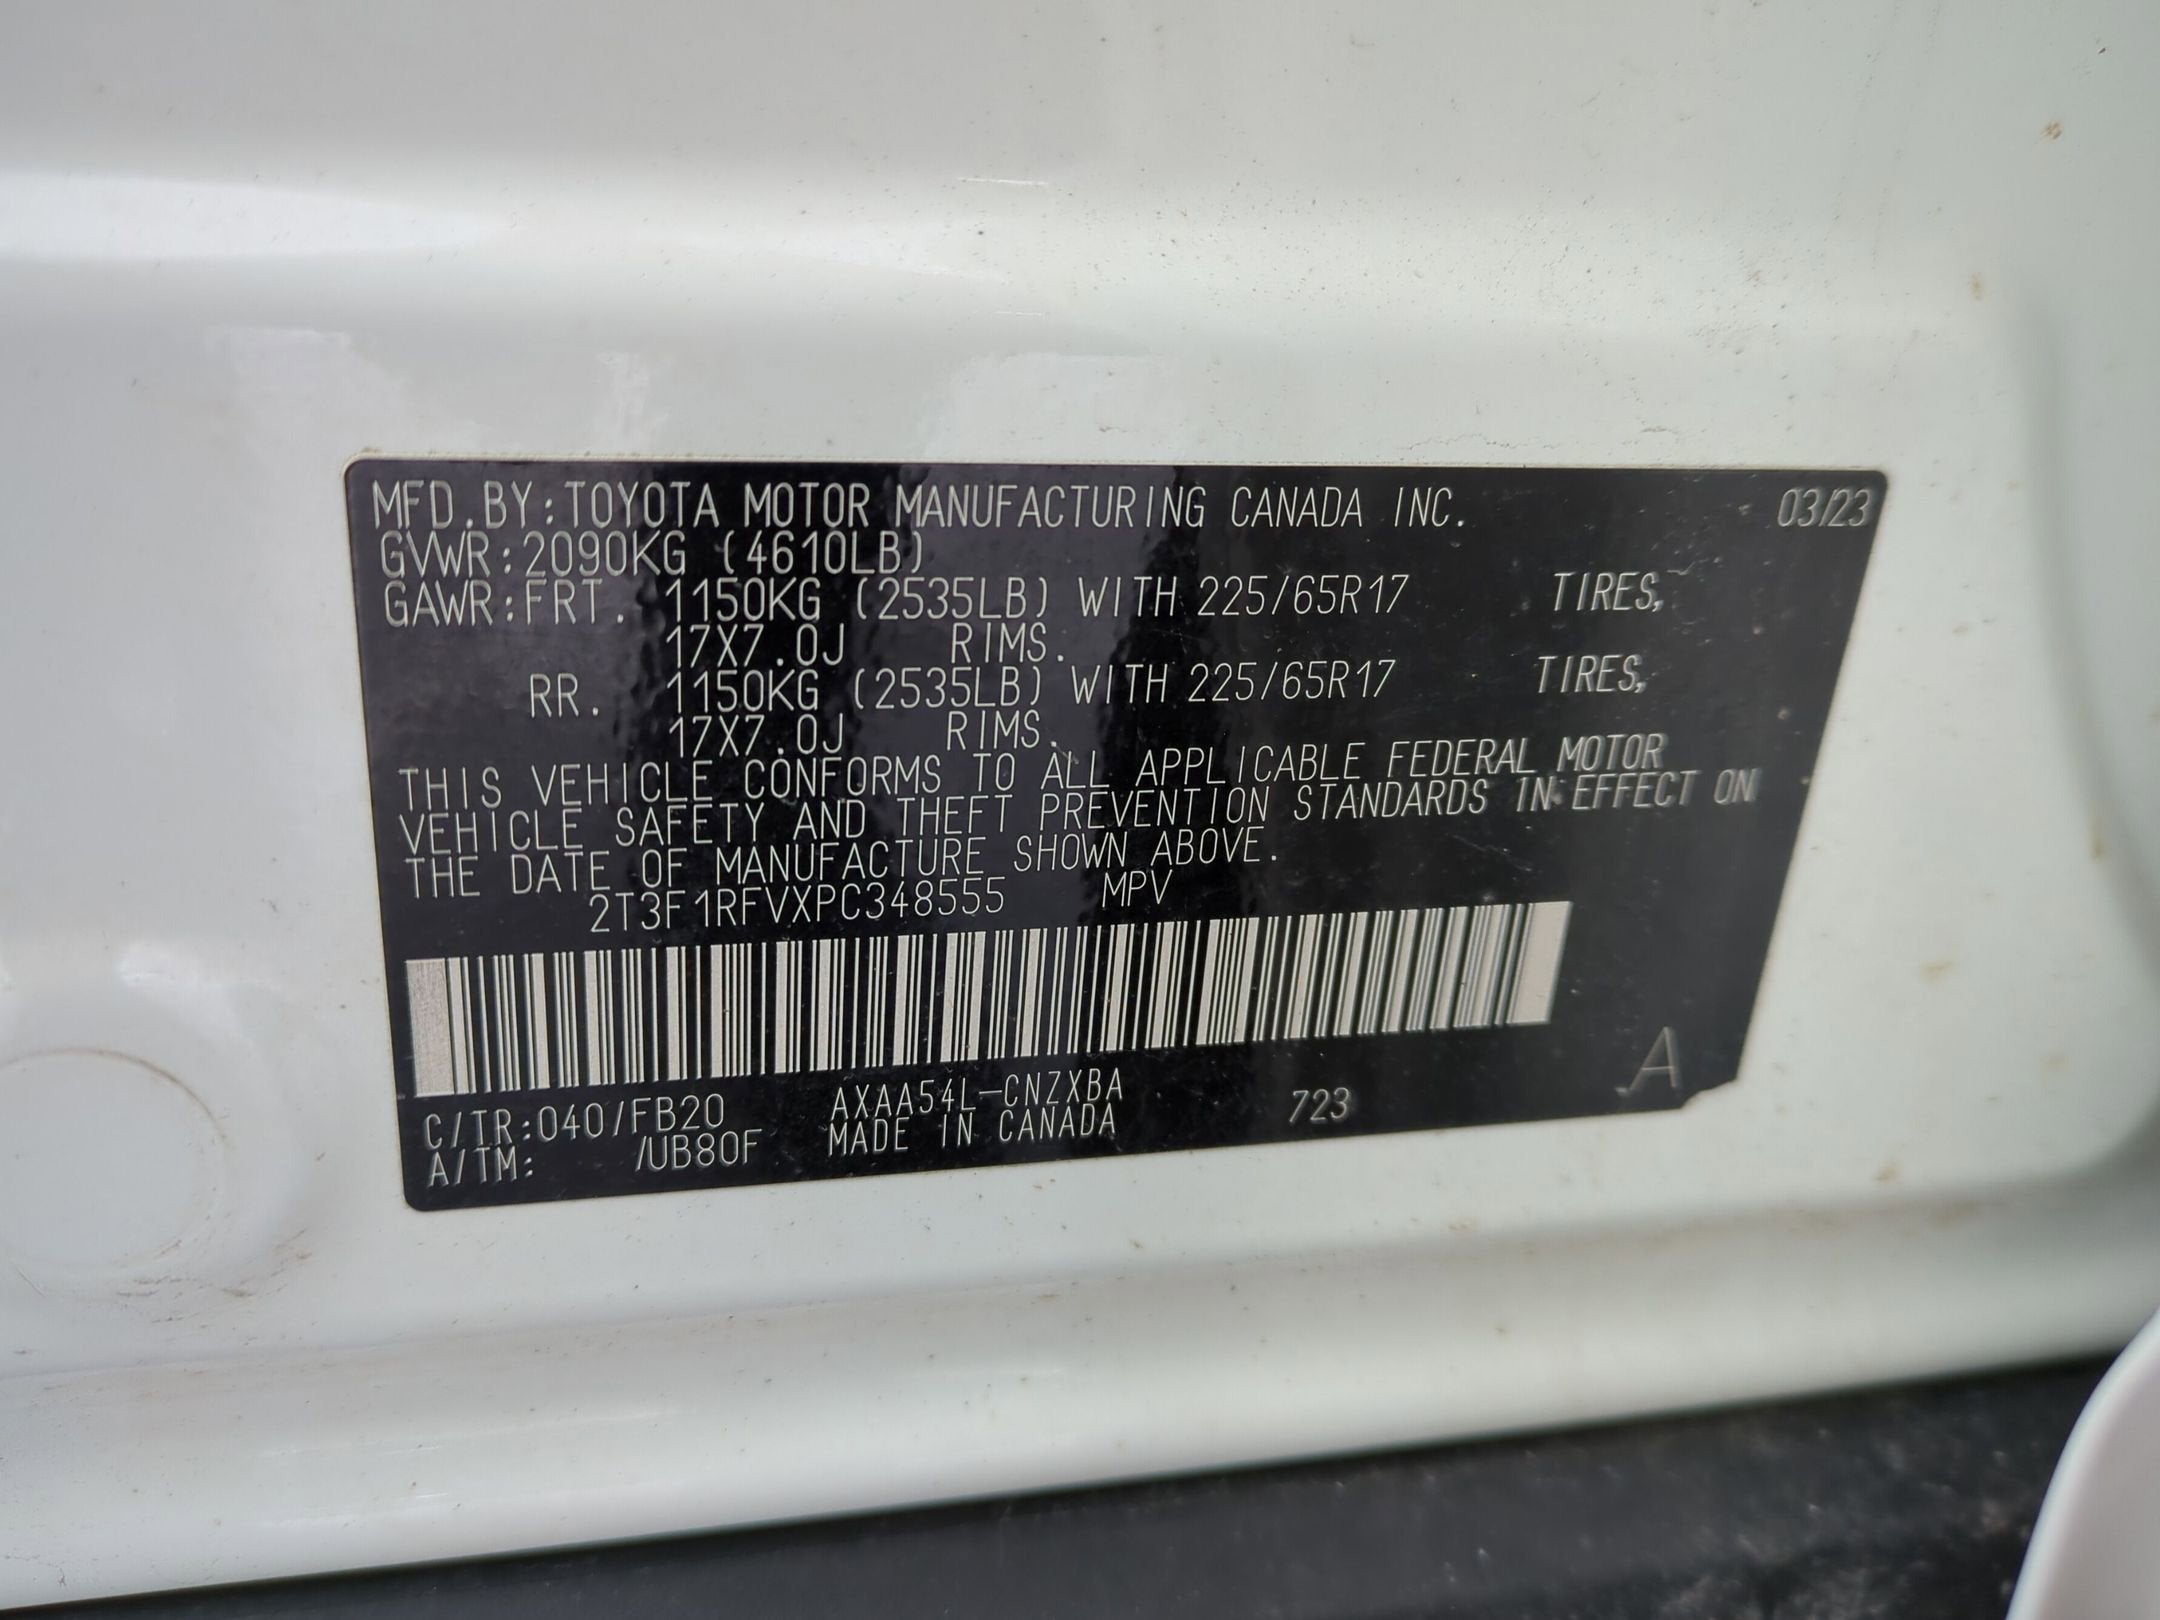 MFD.BY:TOYOTA MOTOR MANUFACTURING CANADA INC. 03/23
GVWR:2090KG (4610LB)
GAWR:FRT. 1150KG (2535LB) WITH 225/65R17 TIRES,
17X7.0J RIMS.
RR. 1150KG (2535LB) WITH 225/65R17 TIRES,
17X7.0J RIMS.
THIS VEHICLE CONFORMS TO ALL APPLICABLE FEDERAL MOTOR
VEHICLE SAFETY AND THEFT PREVENTION STANDARDS IN EFFECT ON
THE DATE OF MANUFACTURE SHOWN ABOVE.
2T3F1RFVXPC348555 MPV
A
C/TR:040/FB20 AXAA54L-CNZXBA 723
A/TM: /UB80F MADE IN CANADA